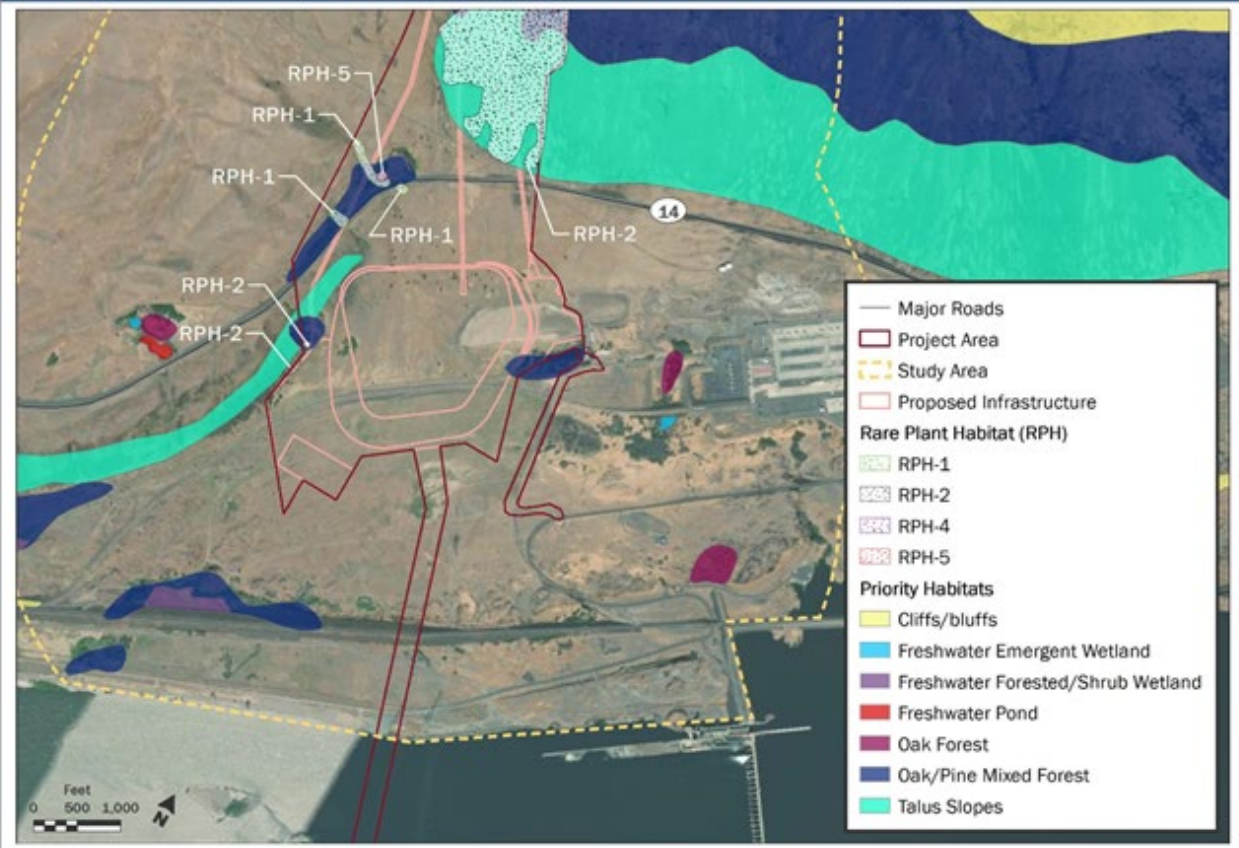 RPH-5
RPH-1
RPH-1
RPH-1
RPH-2
RPH-2
RPH-2
14
Major Roads
Project Area
Study Area
Proposed Infrastructure
Rare Plant Habitat (RPH)
RPH-1
RPH-2
RPH-4
RPH-5
Priority Habitats
Cliffs/bluffs
Freshwater Emergent Wetland
Freshwater Forested/Shrub Wetland
Freshwater Pond
Oak Forest
Oak/Pine Mixed Forest
Talus Slopes
Feet
0 500 1,000
N